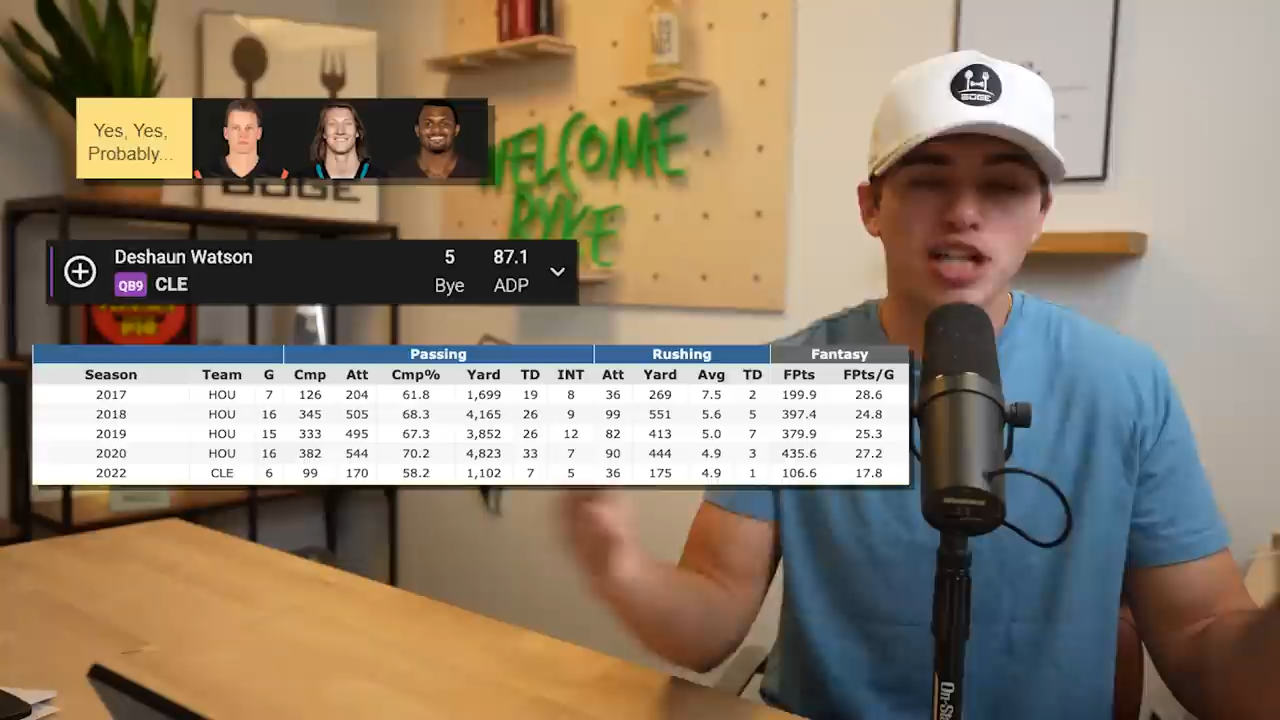 BDGE
Yes, Yes,
Probably...
BDGE
WELCOME
RYKE
Deshaun Watson 5 87.1
QB9 CLE Bye ADP
PIG
Passing Rushing Fantasy
Season Team G Cmp Att Cmp% Yard TD INT Att Yard Avg TD FPts FPts/G
2017 HOU 7 126 204 61.8 1,699 19 8 36 269 7.5 2 199.9 28.6
2018 HOU 16 345 505 68.3 4,165 26 9 99 551 5.6 5 397.4 24.8
2019 HOU 15 333 495 67.3 3,852 26 12 82 413 5.0 7 379.9 25.3
2020 HOU 16 382 544 70.2 4,823 33 7 90 444 4.9 3 435.6 27.2
2022 CLE 6 99 170 58.2 1,102 7 5 36 175 4.9 1 106.6 17.8